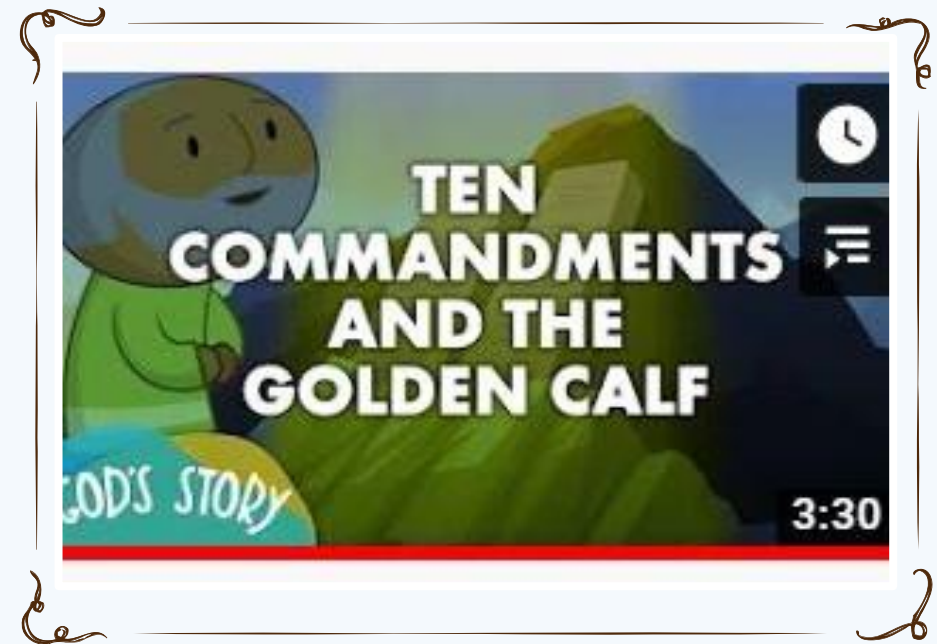 TEN
COMMANDMENTS
AND THE
GOLDEN CALF
GOD'S STORY
3:30